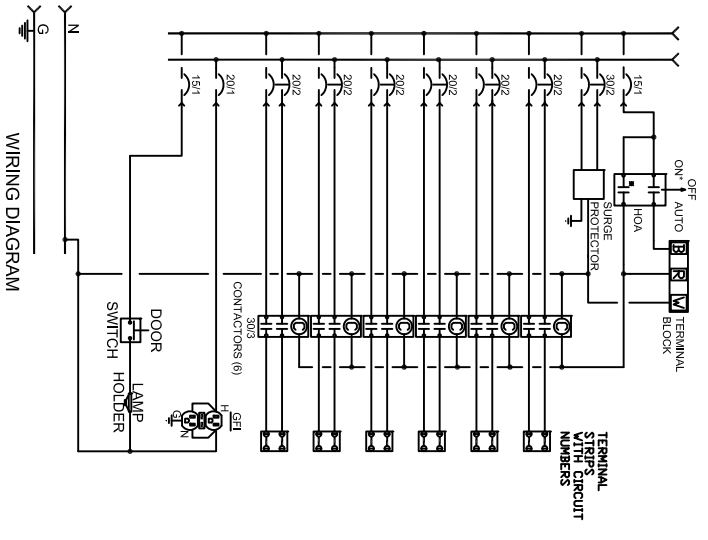 N
G
WIRING DIAGRAM
15/1
20/1
20/2
20/2
20/2
20/2
20/2
20/2
30/2
15/1
OFF
ON*
AUTO
HOA
SURGE
PROTECTOR
B
R
W
TERMINAL
BLOCK
C
C
C
C
C
C
30/3
CONTACTORS (6)
DOOR
SWITCH
LAMP
HOLDER
GFI
H
N
G
TERMINAL
STRIPS
WITH CIRCUIT
NUMBERS